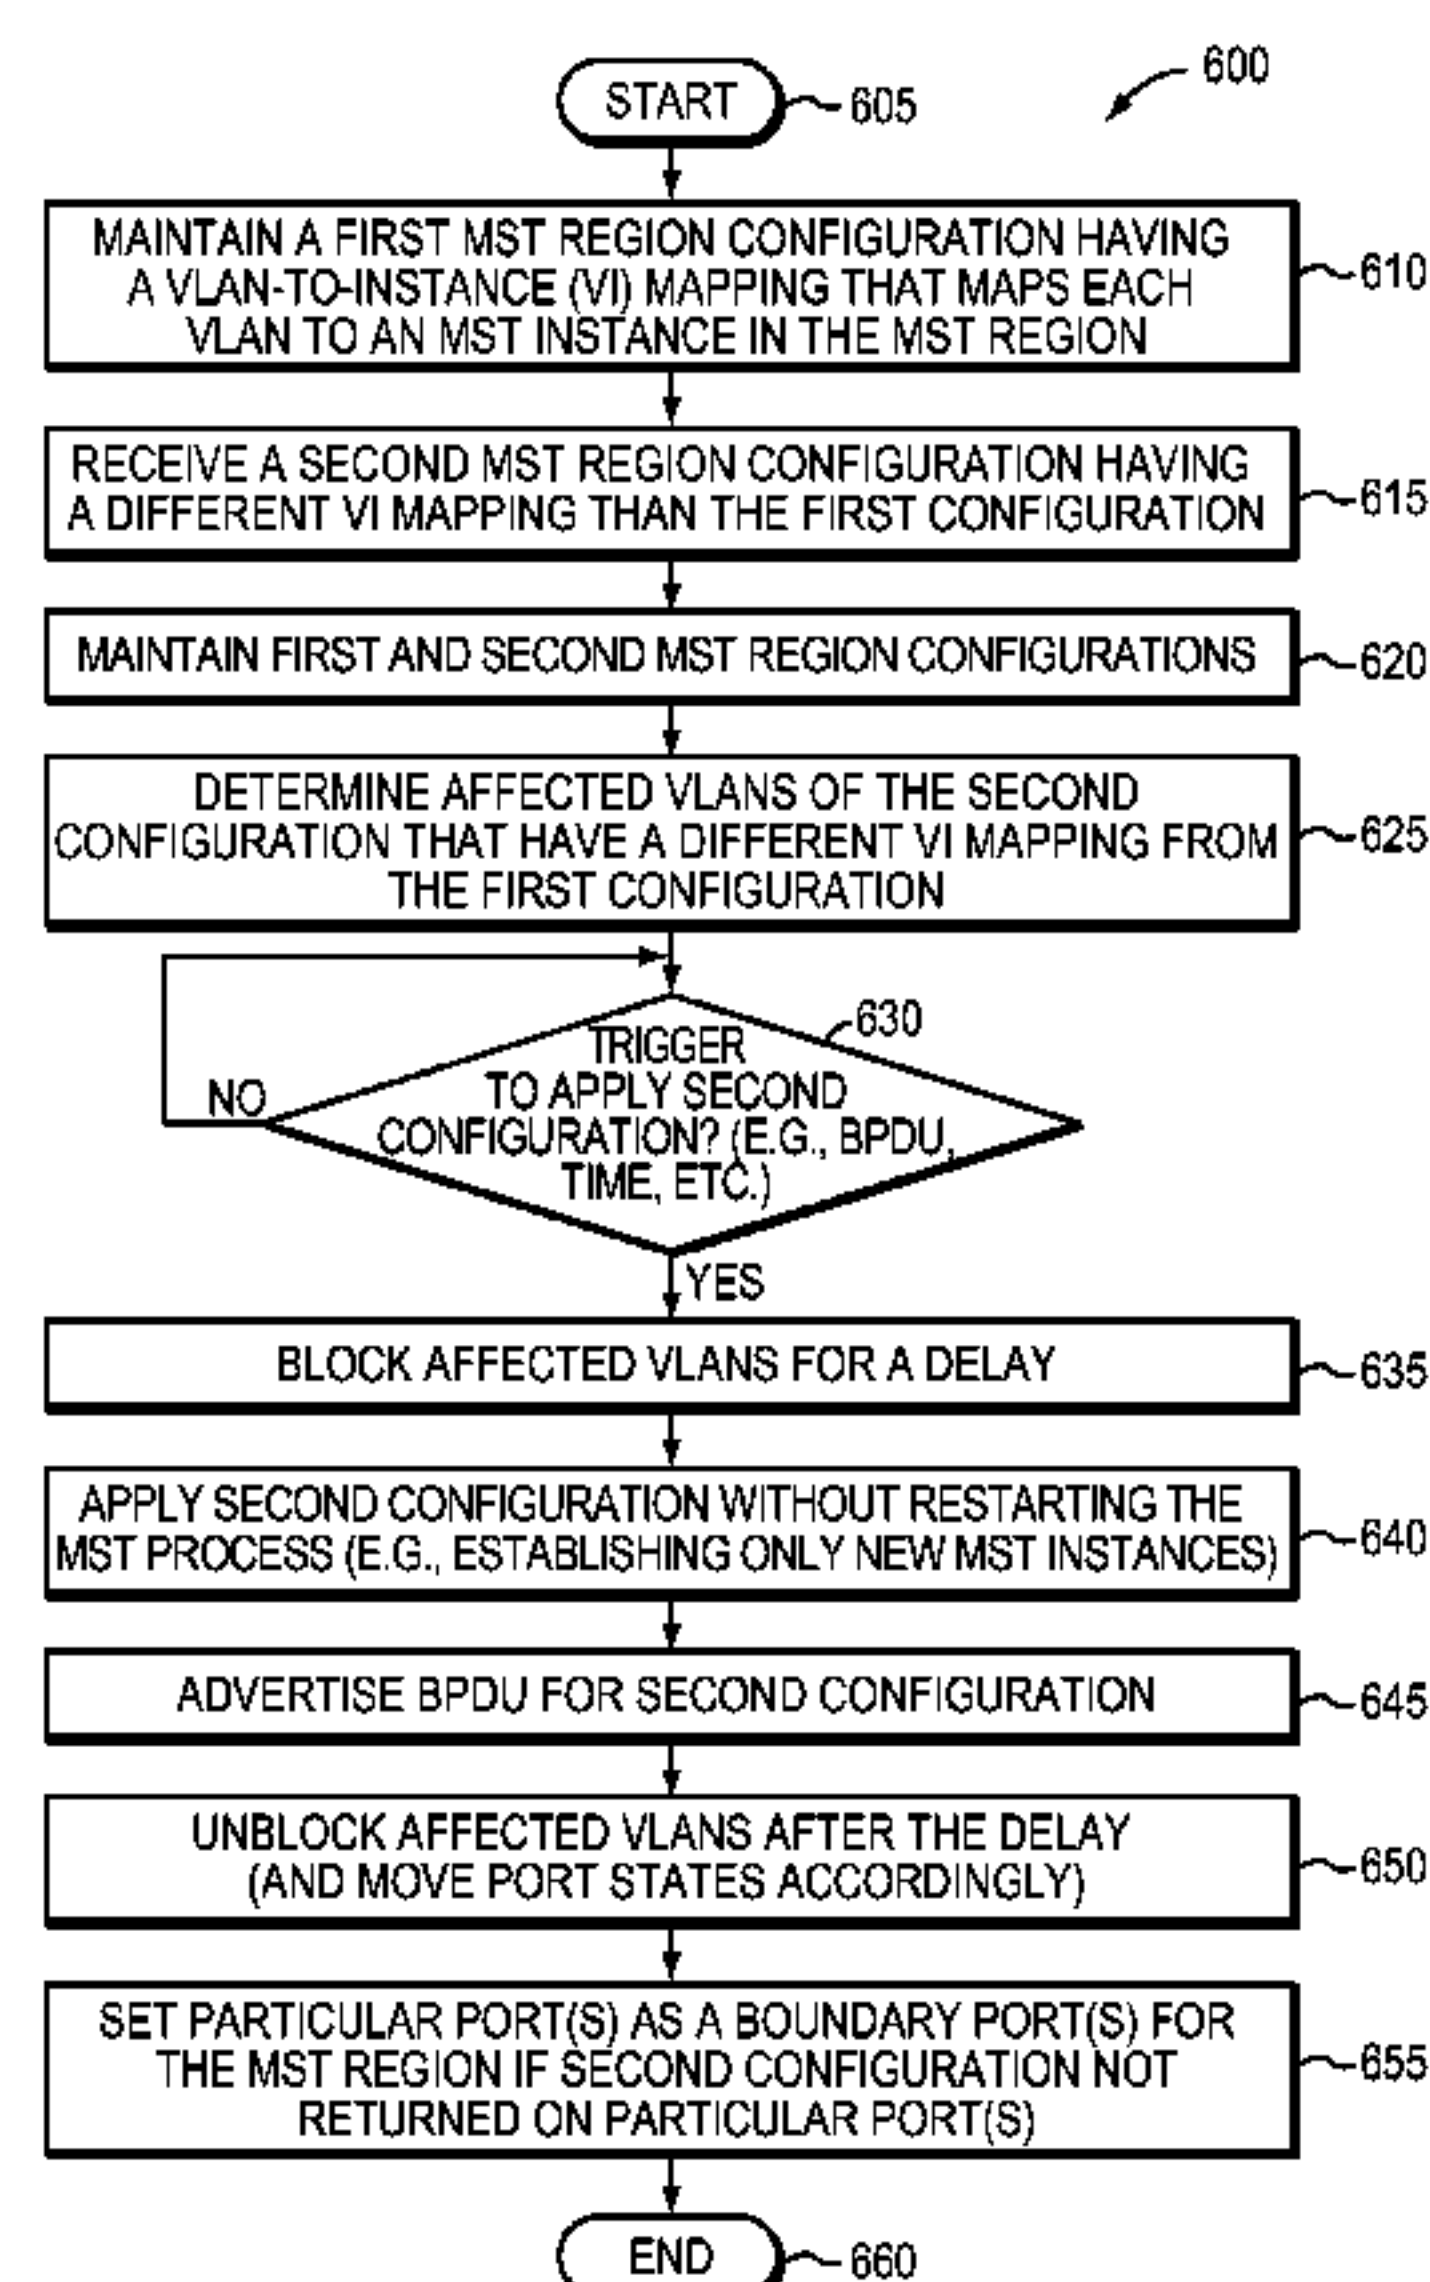 600
START
605
MAINTAIN A FIRST MST REGION CONFIGURATION HAVING
A VLAN-TO-INSTANCE (VI) MAPPING THAT MAPS EACH
VLAN TO AN MST INSTANCE IN THE MST REGION
610
RECEIVE A SECOND MST REGION CONFIGURATION HAVING
A DIFFERENT VI MAPPING THAN THE FIRST CONFIGURATION
615
MAINTAIN FIRST AND SECOND MST REGION CONFIGURATIONS
620
DETERMINE AFFECTED VLANS OF THE SECOND
CONFIGURATION THAT HAVE A DIFFERENT VI MAPPING FROM
THE FIRST CONFIGURATION
625
630
TRIGGER
TO APPLY SECOND
CONFIGURATION? (E.G., BPDU,
TIME, ETC.)
NO
YES
BLOCK AFFECTED VLANS FOR A DELAY
635
APPLY SECOND CONFIGURATION WITHOUT RESTARTING THE
MST PROCESS (E.G., ESTABLISHING ONLY NEW MST INSTANCES)
640
ADVERTISE BPDU FOR SECOND CONFIGURATION
645
UNBLOCK AFFECTED VLANS AFTER THE DELAY
(AND MOVE PORT STATES ACCORDINGLY)
650
SET PARTICULAR PORT(S) AS A BOUNDARY PORT(S) FOR
THE MST REGION IF SECOND CONFIGURATION NOT
RETURNED ON PARTICULAR PORT(S)
655
END
660